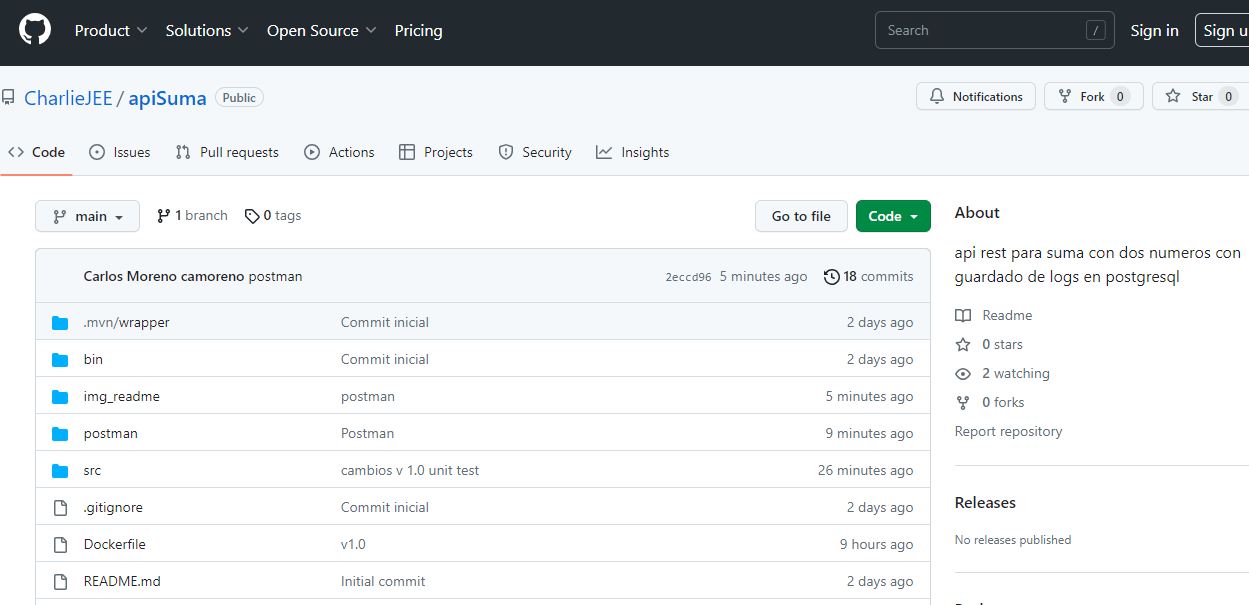 Product Solutions Open Source Pricing Search / Sign in Sign u
CharlieJEE / apiSuma Public Notifications Fork 0 Star 0
Code Issues Pull requests Actions Projects Security Insights
main 1 branch 0 tags Go to file Code
Carlos Moreno camoreno postman 2eccd96 5 minutes ago 18 commits
.mvn/wrapper Commit inicial 2 days ago
bin Commit inicial 2 days ago
img_readme postman 5 minutes ago
postman Postman 9 minutes ago
src cambios v 1.0 unit test 26 minutes ago
.gitignore Commit inicial 2 days ago
Dockerfile v1.0 9 hours ago
README.md Initial commit 2 days ago
About
api rest para suma con dos numeros con
guardado de logs en postgresql
Readme
0 stars
2 watching
0 forks
Report repository
Releases
No releases published